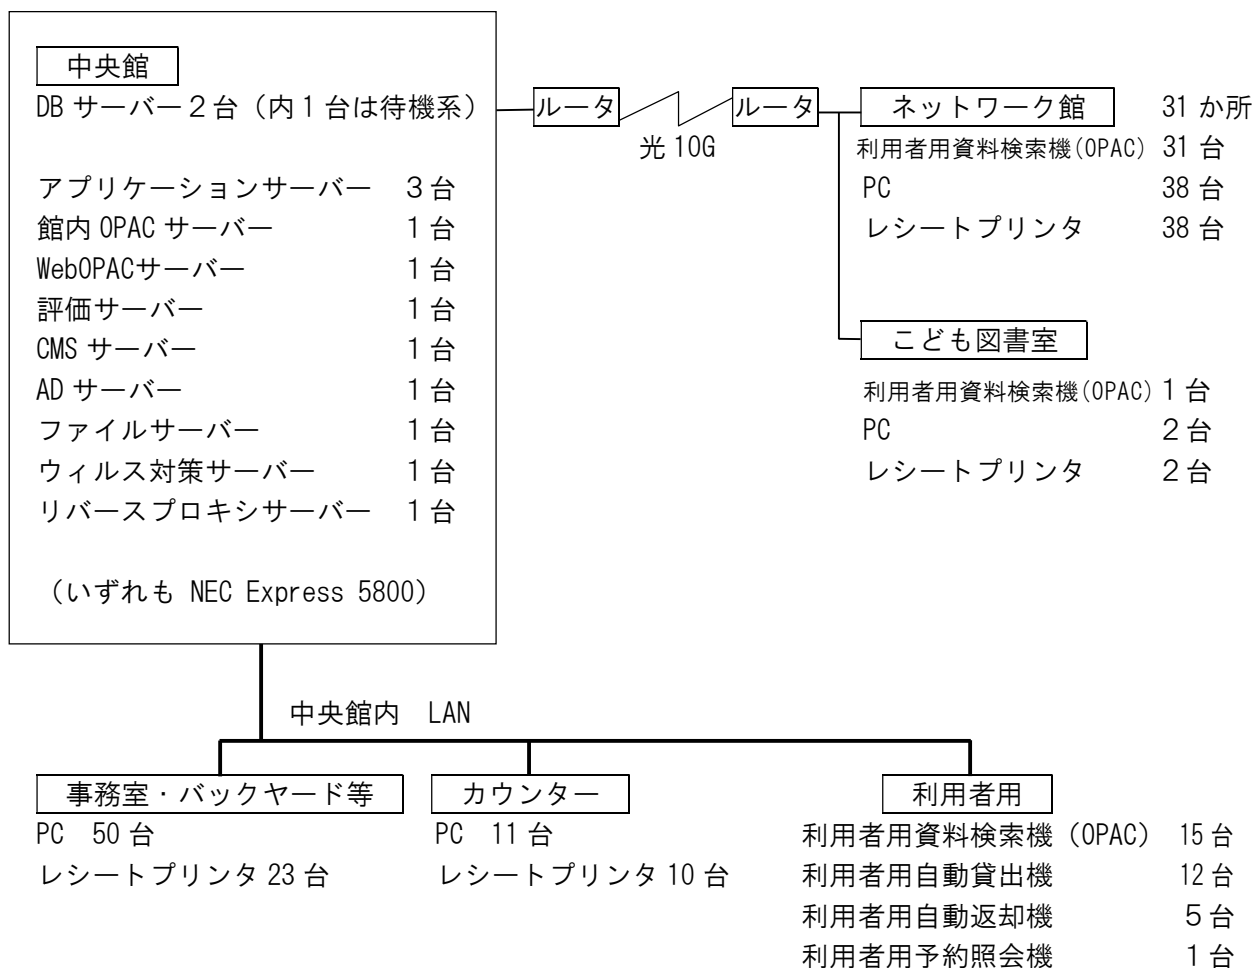 中央館
DB サーバー２台（内１台は待機系）
アプリケーションサーバー　３台
館内 OPAC サーバー　１台
WebOPACサーバー　１台
評価サーバー　１台
CMS サーバー　１台
AD サーバー　１台
ファイルサーバー　１台
ウィルス対策サーバー　１台
リバースプロキシサーバー　１台
（いずれも NEC Express 5800）
ルータ
光 10G
ルータ
ネットワーク館　31 か所
利用者用資料検索機(OPAC)　31 台
PC　38 台
レシートプリンタ　38 台
こども図書室
利用者用資料検索機(OPAC)　１台
PC　２台
レシートプリンタ　２台
中央館内　LAN
事務室・バックヤード等
PC　50 台
レシートプリンタ 23 台
カウンター
PC　11 台
レシートプリンタ 10 台
利用者用
利用者用資料検索機（OPAC）　15 台
利用者用自動貸出機　12 台
利用者用自動返却機　５台
利用者用予約照会機　１台